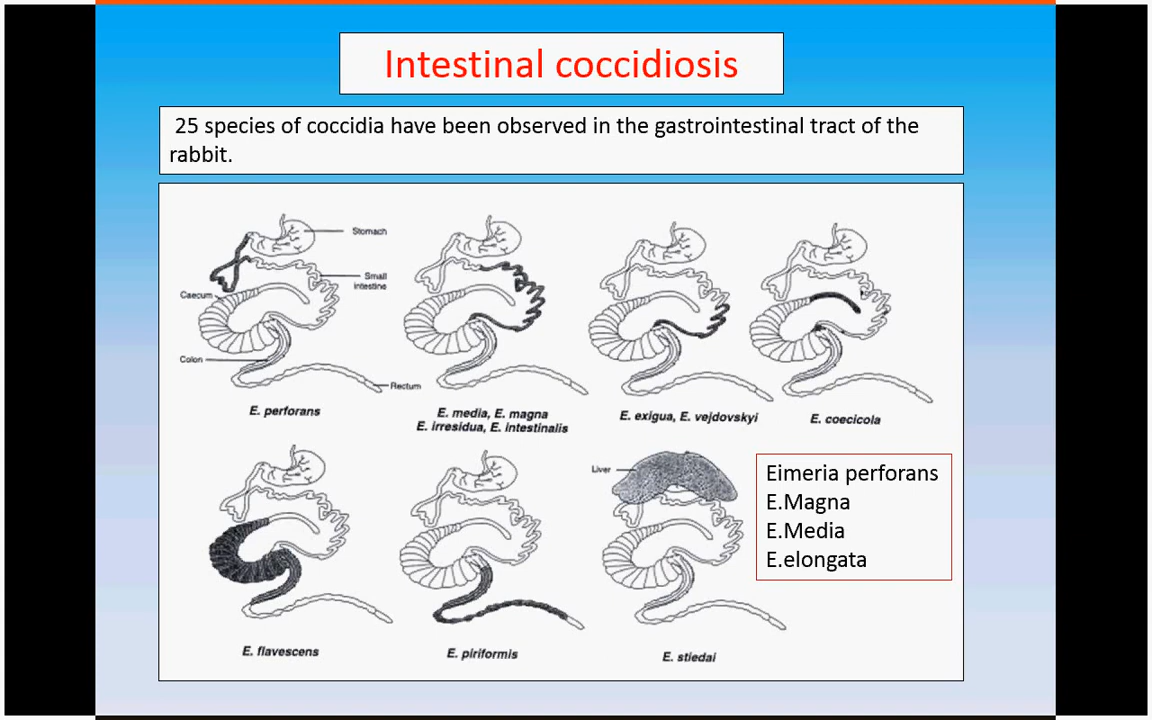 Intestinal coccidiosis
25 species of coccidia have been observed in the gastrointestinal tract of the
rabbit.
Stomach
Small
intestine
Caecum
Colon
Rectum
E. perforans
E. media, E. magna
E. irresidua, E. intestinalis
E. exigua, E. vejdovskyi
E. coecicola
Liver
E. flavescens
E. piriformis
E. stiedai
Eimeria perforans
E.Magna
E.Media
E.elongata